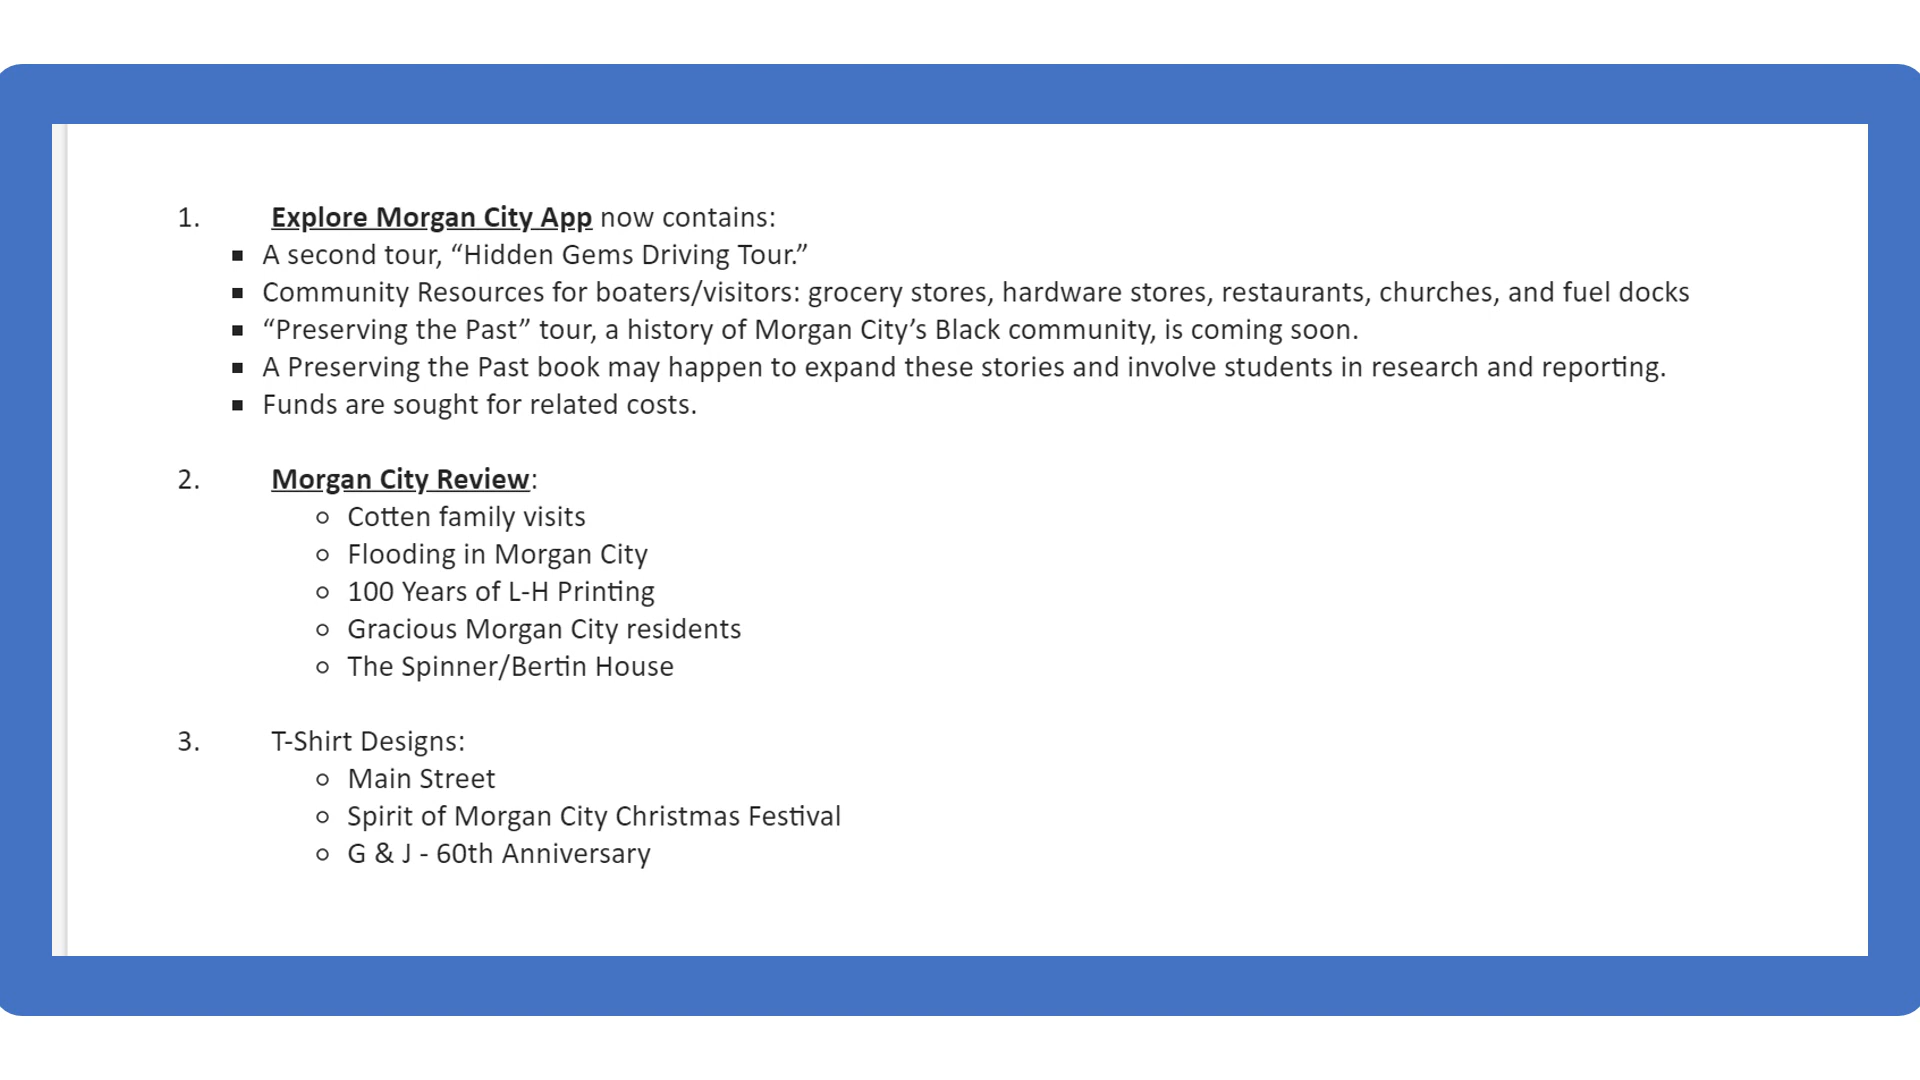 1. Explore Morgan City App now contains:
▪ A second tour, “Hidden Gems Driving Tour.”
▪ Community Resources for boaters/visitors: grocery stores, hardware stores, restaurants, churches, and fuel docks
▪ “Preserving the Past” tour, a history of Morgan City’s Black community, is coming soon.
▪ A Preserving the Past book may happen to expand these stories and involve students in research and reporting.
▪ Funds are sought for related costs.
2. Morgan City Review:
○ Cotten family visits
○ Flooding in Morgan City
○ 100 Years of L-H Printing
○ Gracious Morgan City residents
○ The Spinner/Bertin House
3. T-Shirt Designs:
○ Main Street
○ Spirit of Morgan City Christmas Festival
○ G & J - 60th Anniversary